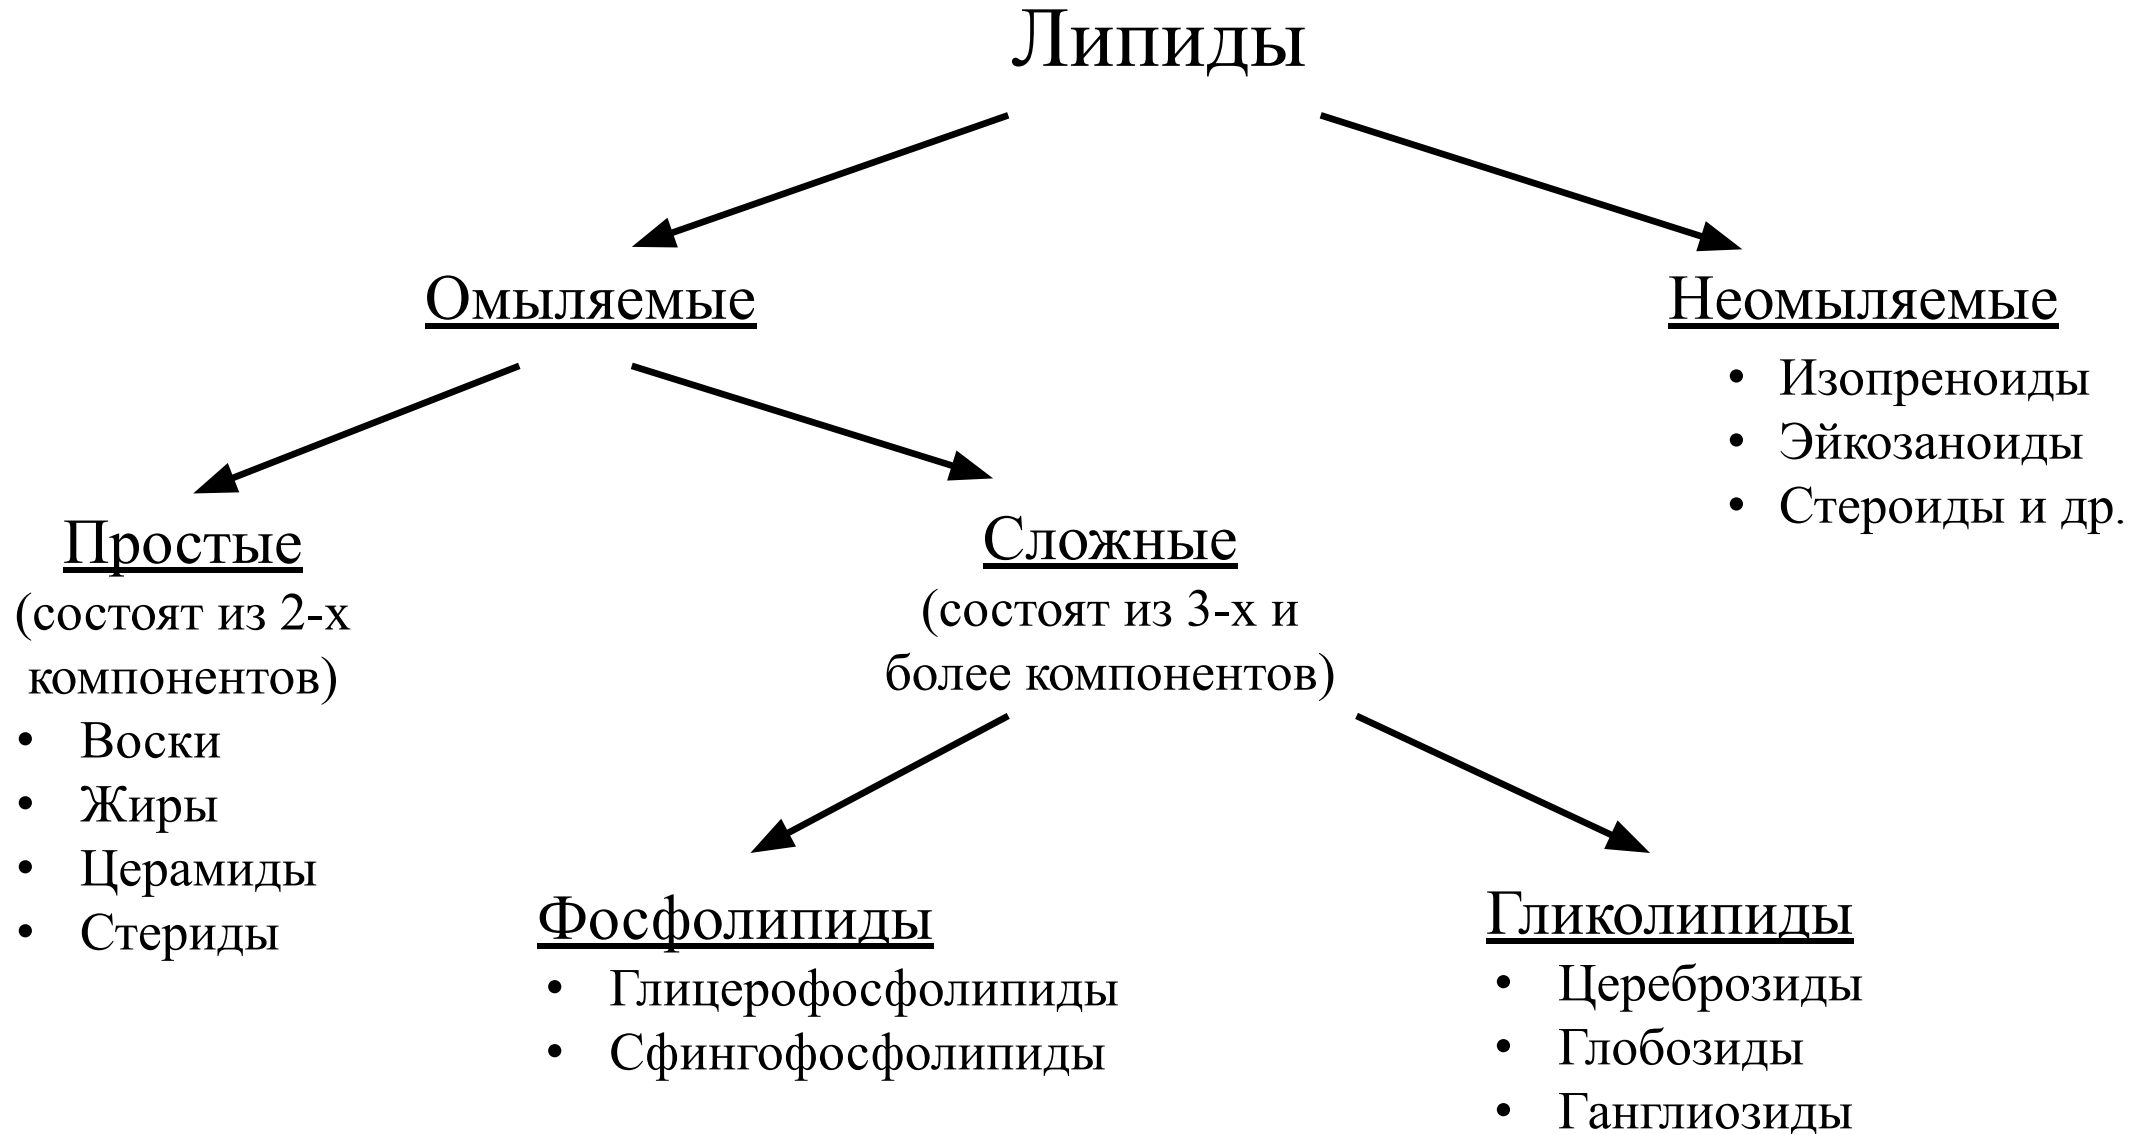 Липиды
Омыляемые
Неомыляемые
• Изопреноиды
• Эйкозаноиды
• Стероиды и др.
Простые
(состоят из 2-х
компонентов)
• Воски
• Жиры
• Церамиды
• Стериды
Сложные
(состоят из 3-х и
более компонентов)
Фосфолипиды
• Глицерофосфолипиды
• Сфингофосфолипиды
Гликолипиды
• Цереброзиды
• Глобозиды
• Ганглиозиды